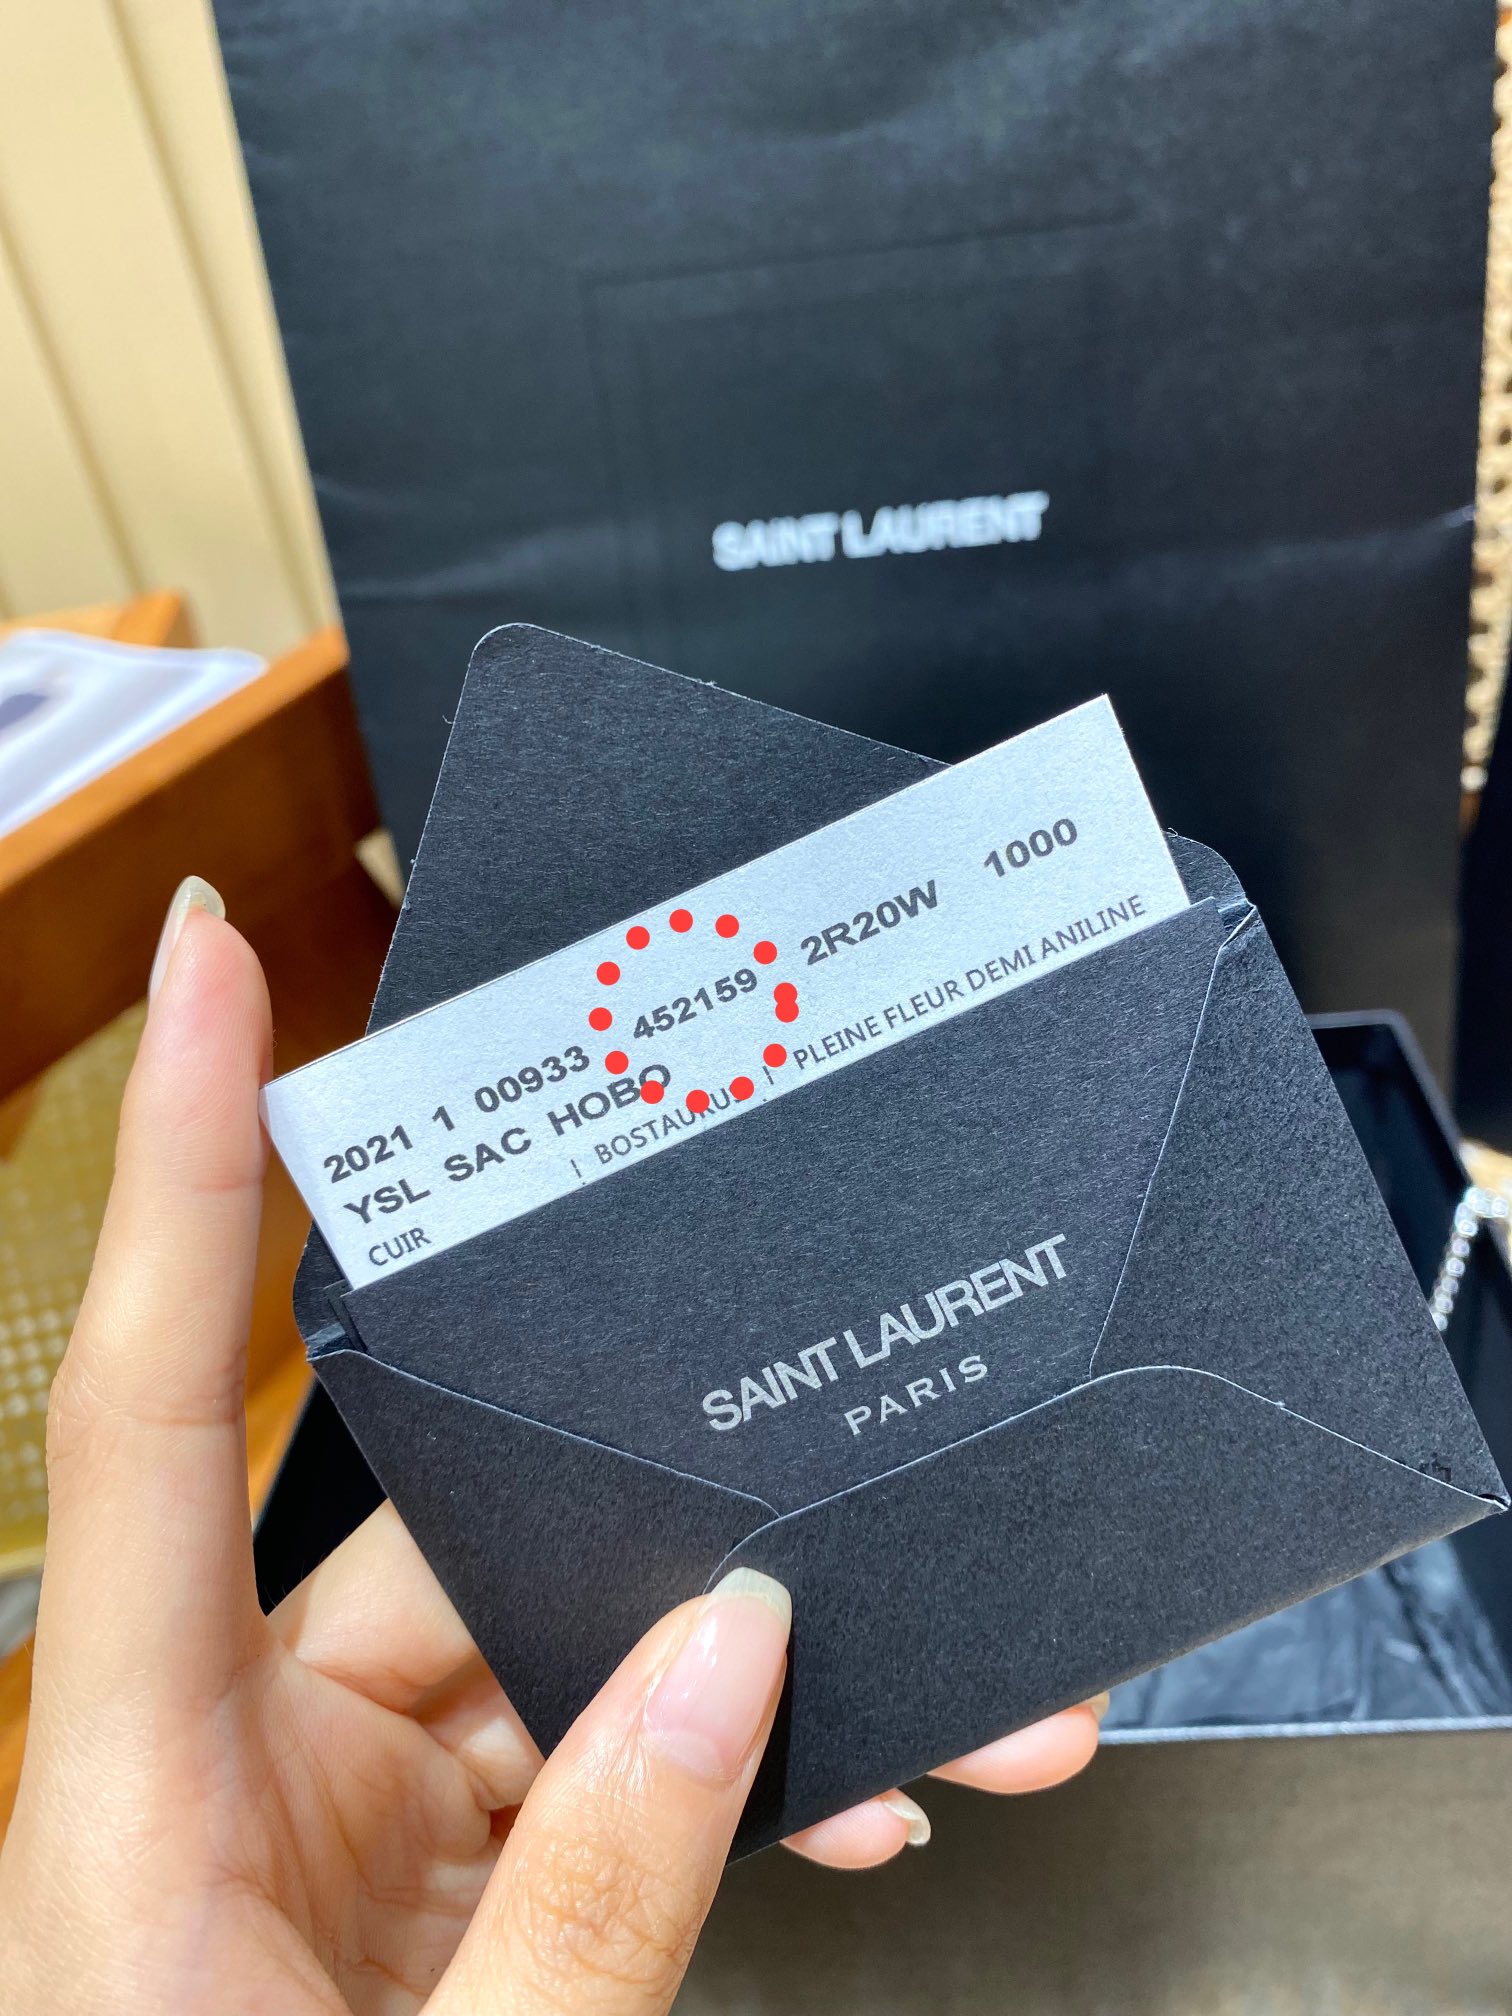 SAINT LAURENT
2021 1 00933 452159 2R20W 1000
YSL SAC HOBO
CUIR | BOSTAURUS | PLEINE FLEUR DEMI ANILINE
SAINT LAURENT
PARIS